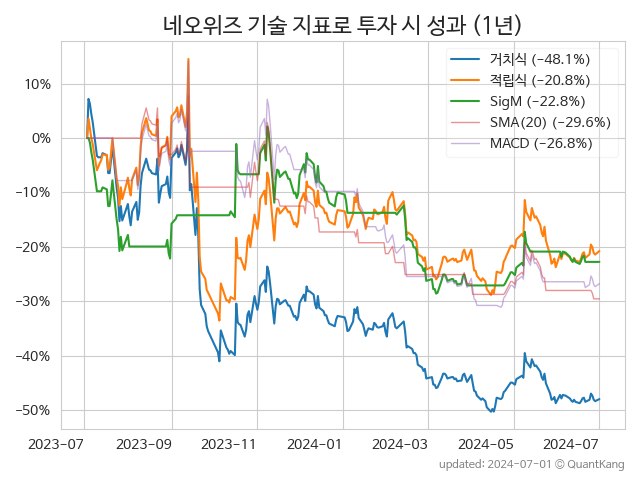 네오위즈 기술 지표로 투자 시 성과 (1년)
거치식 (−48.1%)
적립식 (−20.8%)
SigM (−22.8%)
SMA(20) (−29.6%)
MACD (−26.8%)
10%
0%
−10%
−20%
−30%
−40%
−50%
2023-07 2023-09 2023-11 2024-01 2024-03 2024-05 2024-07
updated: 2024-07-01 © QuantKang